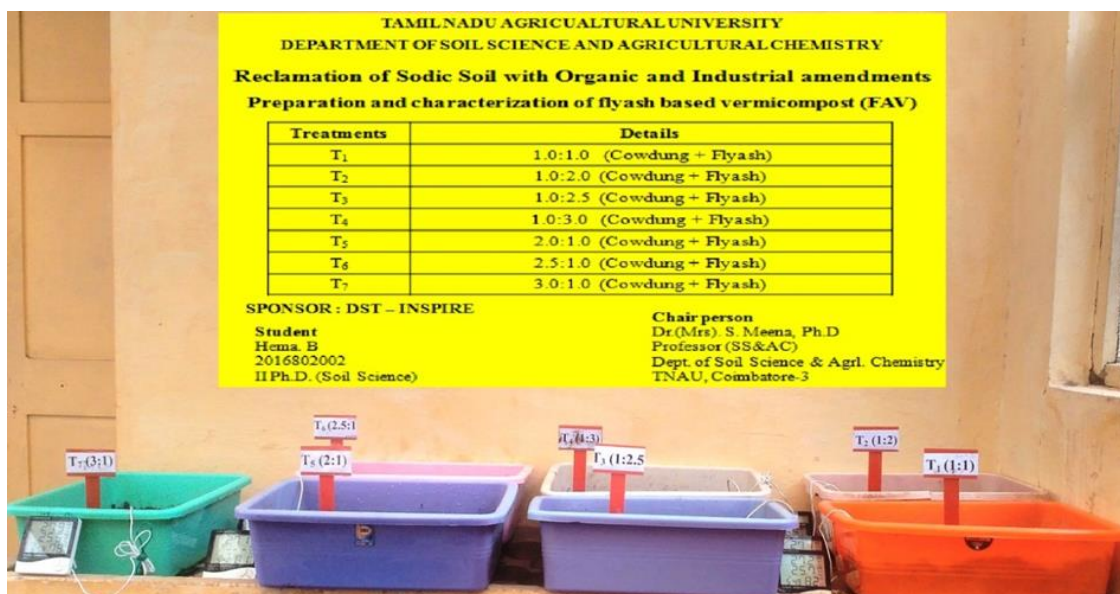 TAMIL NADU AGRICUALTURAL UNIVERSITY
DEPARTMENT OF SOIL SCIENCE AND AGRICULTURAL CHEMISTRY
Reclamation of Sodic Soil with Organic and Industrial amendments
Preparation and characterization of flyash based vermicompost (FAV)
Treatments Details
T₁ 1.0:1.0 (Cowdung + Flyash)
T₂ 1.0:2.0 (Cowdung + Flyash)
T₃ 1.0:2.5 (Cowdung + Flyash)
T₄ 1.0:3.0 (Cowdung + Flyash)
T₅ 2.0:1.0 (Cowdung + Flyash)
T₆ 2.5:1.0 (Cowdung + Flyash)
T₇ 3.0:1.0 (Cowdung + Flyash)
SPONSOR : DST – INSPIRE
Student
Hema. B
2016802002
II Ph.D. (Soil Science)
Chair person
Dr.(Mrs). S. Meena, Ph.D
Professor (SS&AC)
Dept. of Soil Science & Agrl. Chemistry
TNAU, Coimbatore-3
T₆ (2.5:1
T₇ (3:1)
T₅ (2:1)
T₄ (1:3)
T₃ (1:2.5
T₂ (1:2)
T₁ (1:1)